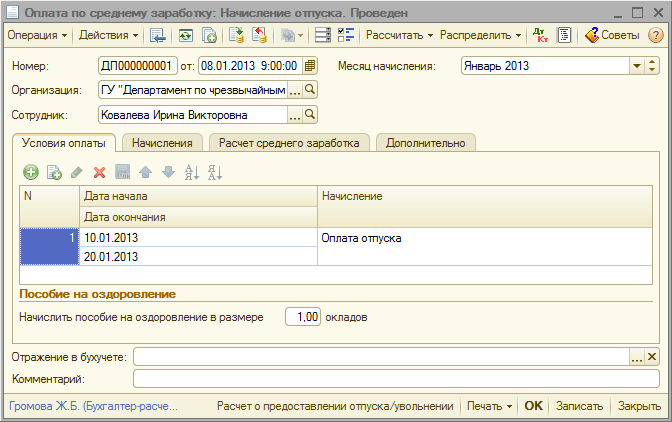 Оплата по среднему заработку: Начисление отпуска. Проведен
Операция Действия Рассчитать Распределить Дт Кт Советы ?
Номер: ДП000000001 от: 08.01.2013 9:00:00 Месяц начисления: Январь 2013
Организация: ГУ "Департамент по чрезвычайным ...
Сотрудник: Ковалева Ирина Викторовна ...
Условия оплаты Начисления Расчет среднего заработка Дополнительно
А Я Я А
N Дата начала Начисление
Дата окончания
1 10.01.2013 Оплата отпуска
20.01.2013
Пособие на оздоровление
Начислить пособие на оздоровление в размере 1,00 окладов
Отражение в бухучете: ... X
Комментарий:
Громова Ж.Б. (Бухгалтер-расче... Расчет о предоставлении отпуска/увольнении Печать OK Записать Закрыть